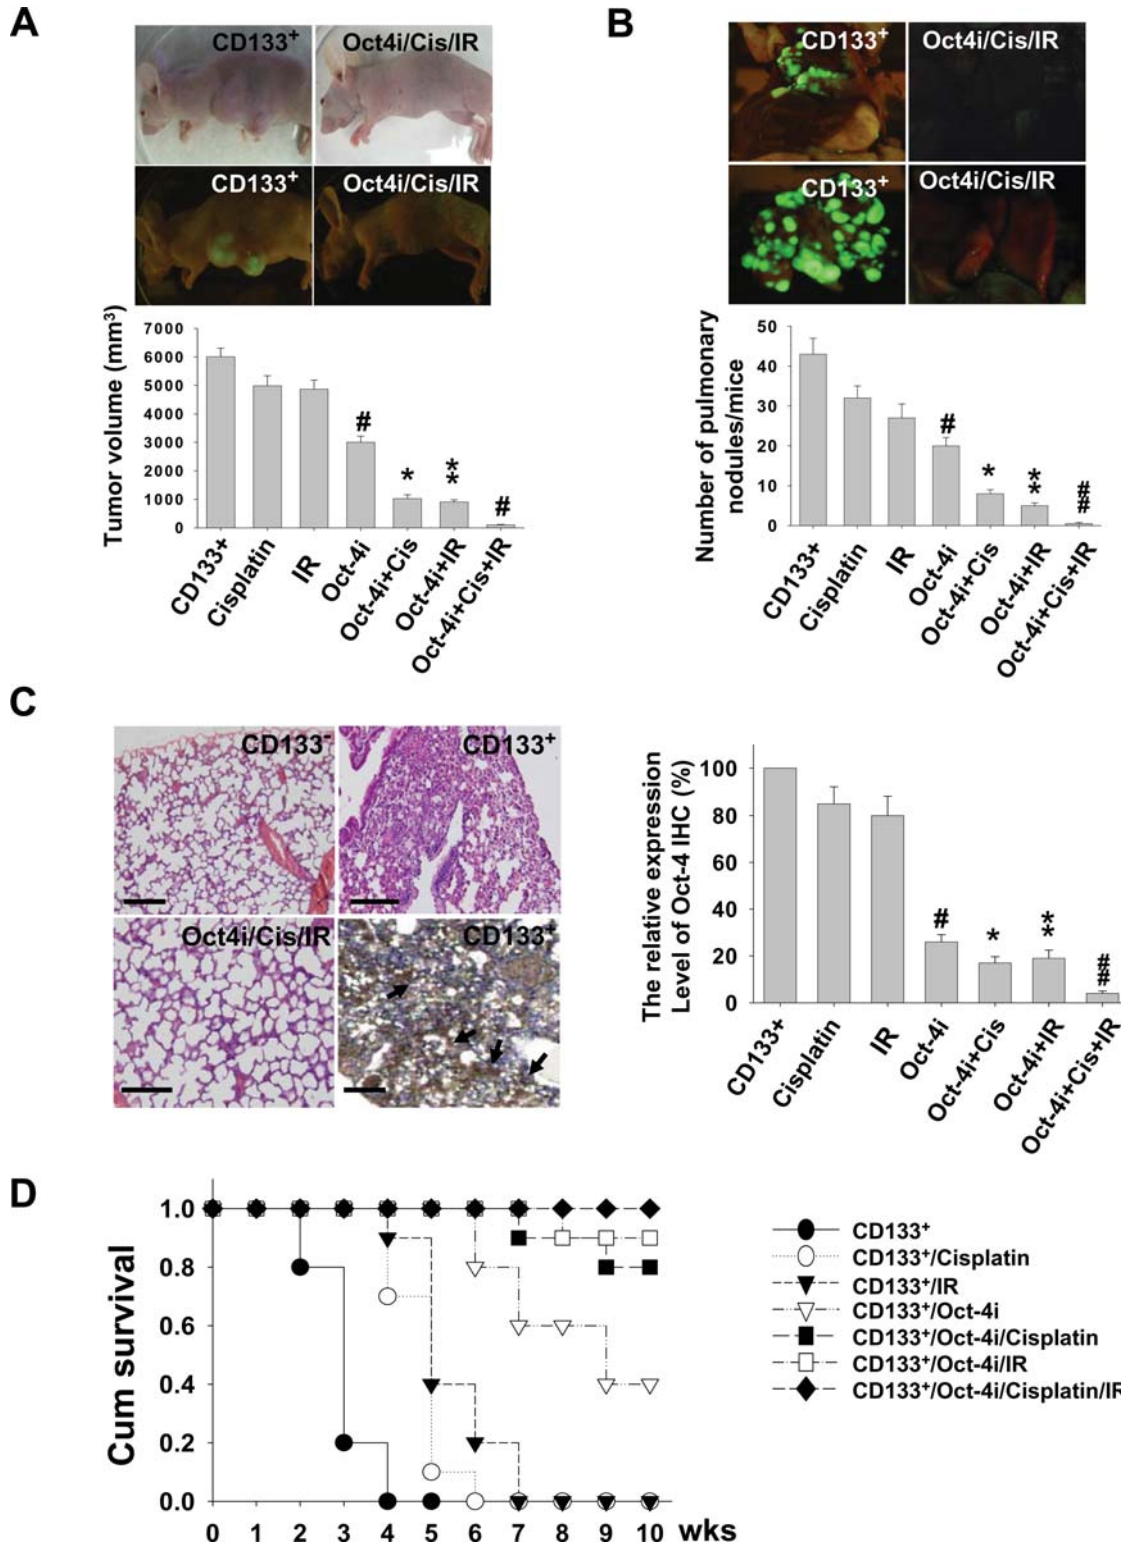 A
CD133+ Oct4i/Cis/IR
CD133+ Oct4i/Cis/IR
Tumor volume (mm3)
7000
6000
5000
4000
3000
2000
1000
0
#
*
**
#
CD133+ Cisplatin IR Oct-4i Oct-4i+Cis Oct-4i+IR Oct-4i+Cis+IR
B
CD133+ Oct4i/Cis/IR
CD133+ Oct4i/Cis/IR
Number of pulmonary
nodules/mice
50
40
30
20
10
0
#
*
**
##
CD133+ Cisplatin IR Oct-4i Oct-4i+Cis Oct-4i+IR Oct-4i+Cis+IR
C
CD133- CD133+
Oct4i/Cis/IR CD133+
The relative expression
Level of Oct-4 IHC (%)
100
80
60
40
20
0
#
*
**
##
CD133+ Cisplatin IR Oct-4i Oct-4i+Cis Oct-4i+IR Oct-4i+Cis+IR
D
Cum survival
1.0
0.8
0.6
0.4
0.2
0.0
0 1 2 3 4 5 6 7 8 9 10 wks
CD133+
CD133+/Cisplatin
CD133+/IR
CD133+/Oct-4i
CD133+/Oct-4i/Cisplatin
CD133+/Oct-4i/IR
CD133+/Oct-4i/Cisplatin/IR